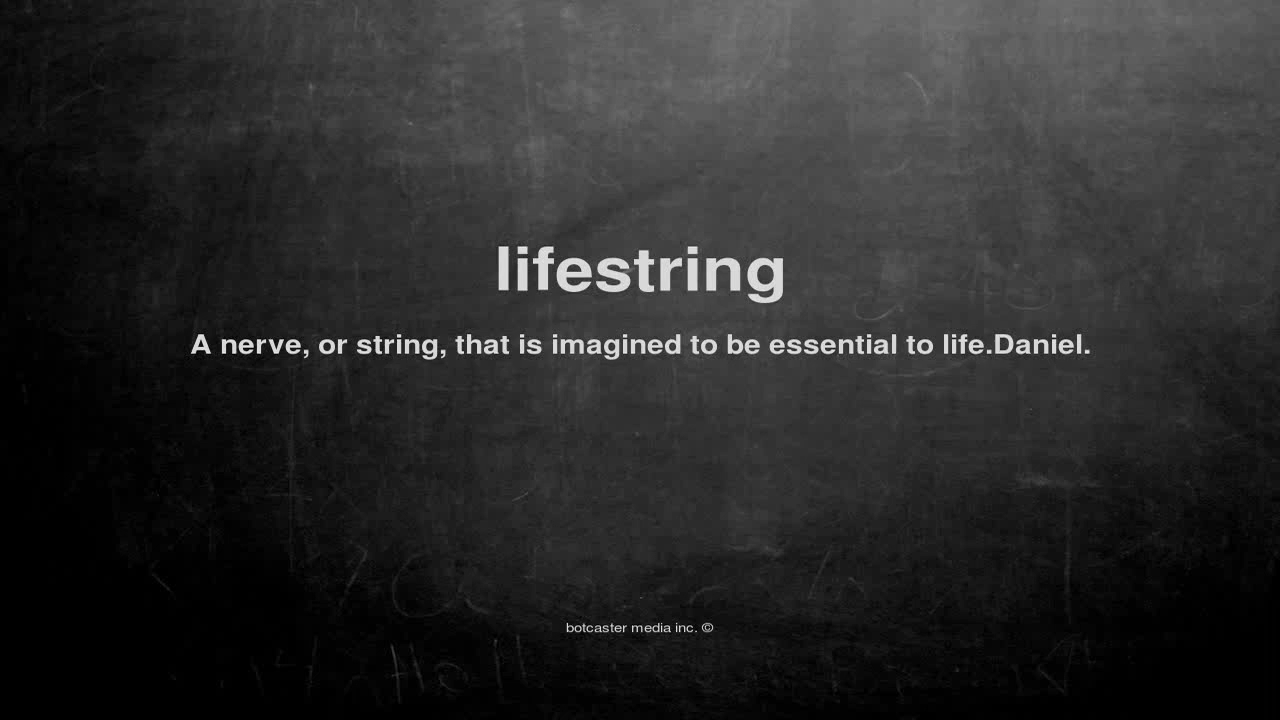 lifestring
A nerve, or string, that is imagined to be essential to life.Daniel.
botcaster media inc. ©